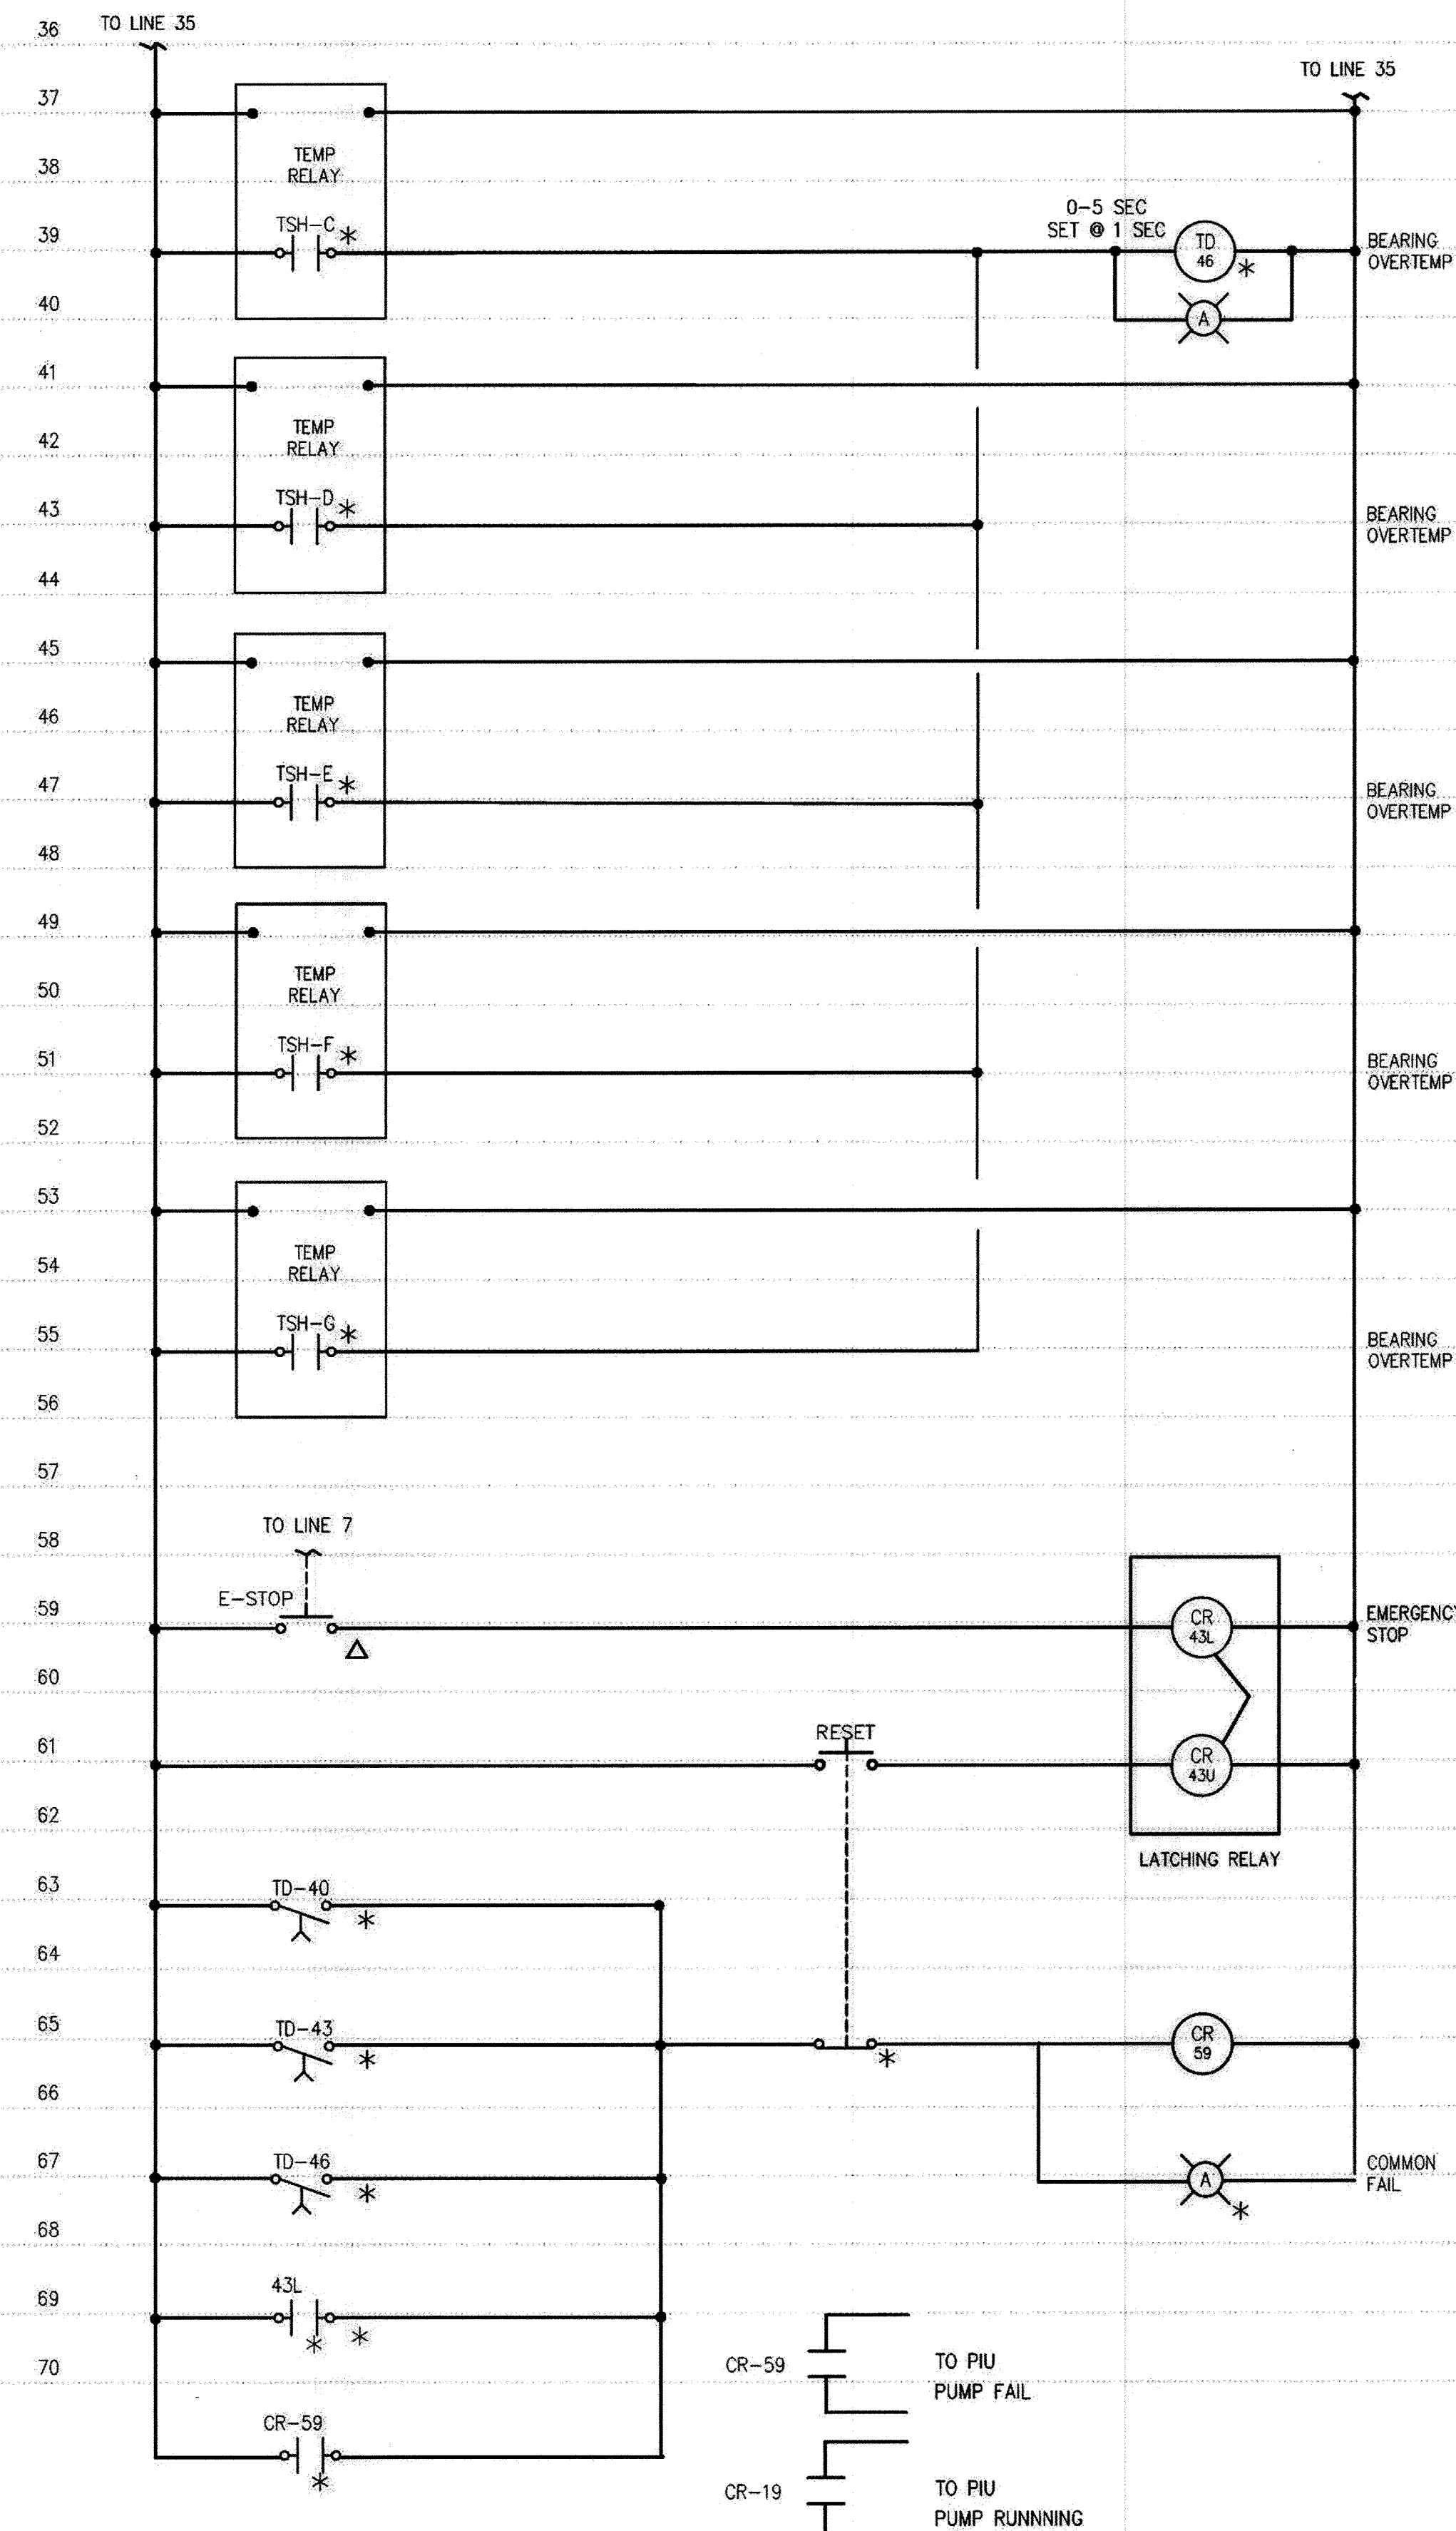 36 TO LINE 35
TO LINE 35
37
TEMP
38
RELAY
TSH-C *
0-5 SEC
SET @ 1 SEC
39
TD
46 *
BEARING
OVERTEMP
40
A
41
TEMP
42
RELAY
TSH-D *
43
BEARING
OVERTEMP
44
45
TEMP
46
RELAY
TSH-E *
47
BEARING
OVERTEMP
48
49
TEMP
50
RELAY
TSH-F *
51
BEARING
OVERTEMP
52
53
TEMP
54
RELAY
TSH-G *
55
BEARING
OVERTEMP
56
57
TO LINE 7
58
E-STOP
59
CR
43L
EMERGENCY
STOP
60
RESET
61
CR
43U
62
LATCHING RELAY
63
TD-40
*
64
65
TD-43
*
*
CR
59
66
67
TD-46
*
A
*
COMMON
FAIL
68
69
43L
* *
70
CR-59
TO PIU
PUMP FAIL
CR-59
*
CR-19
TO PIU
PUMP RUNNNING